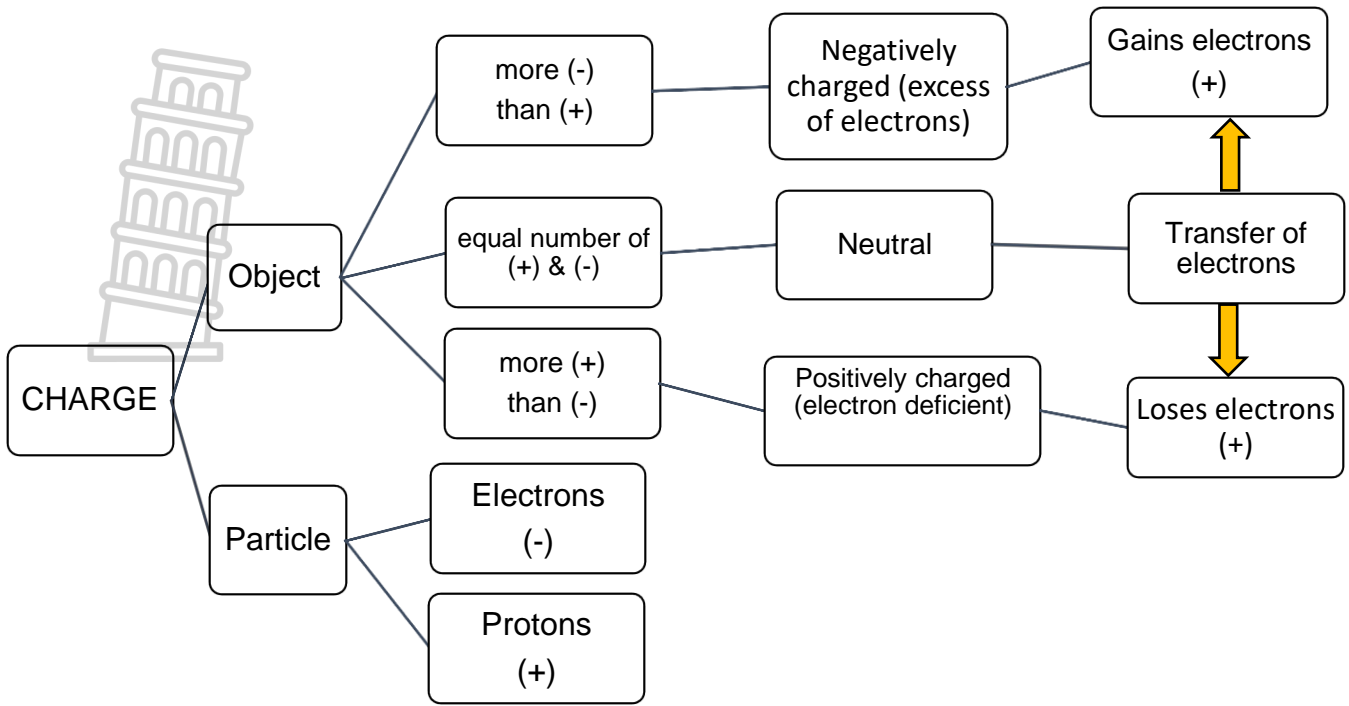 CHARGE
Object
more (-)
than (+)
Negatively
charged (excess
of electrons)
Gains electrons
(+)
equal number of
(+) & (-)
Neutral
Transfer of
electrons
more (+)
than (-)
Positively charged
(electron deficient)
Loses electrons
(+)
Particle
Electrons
(-)
Protons
(+)